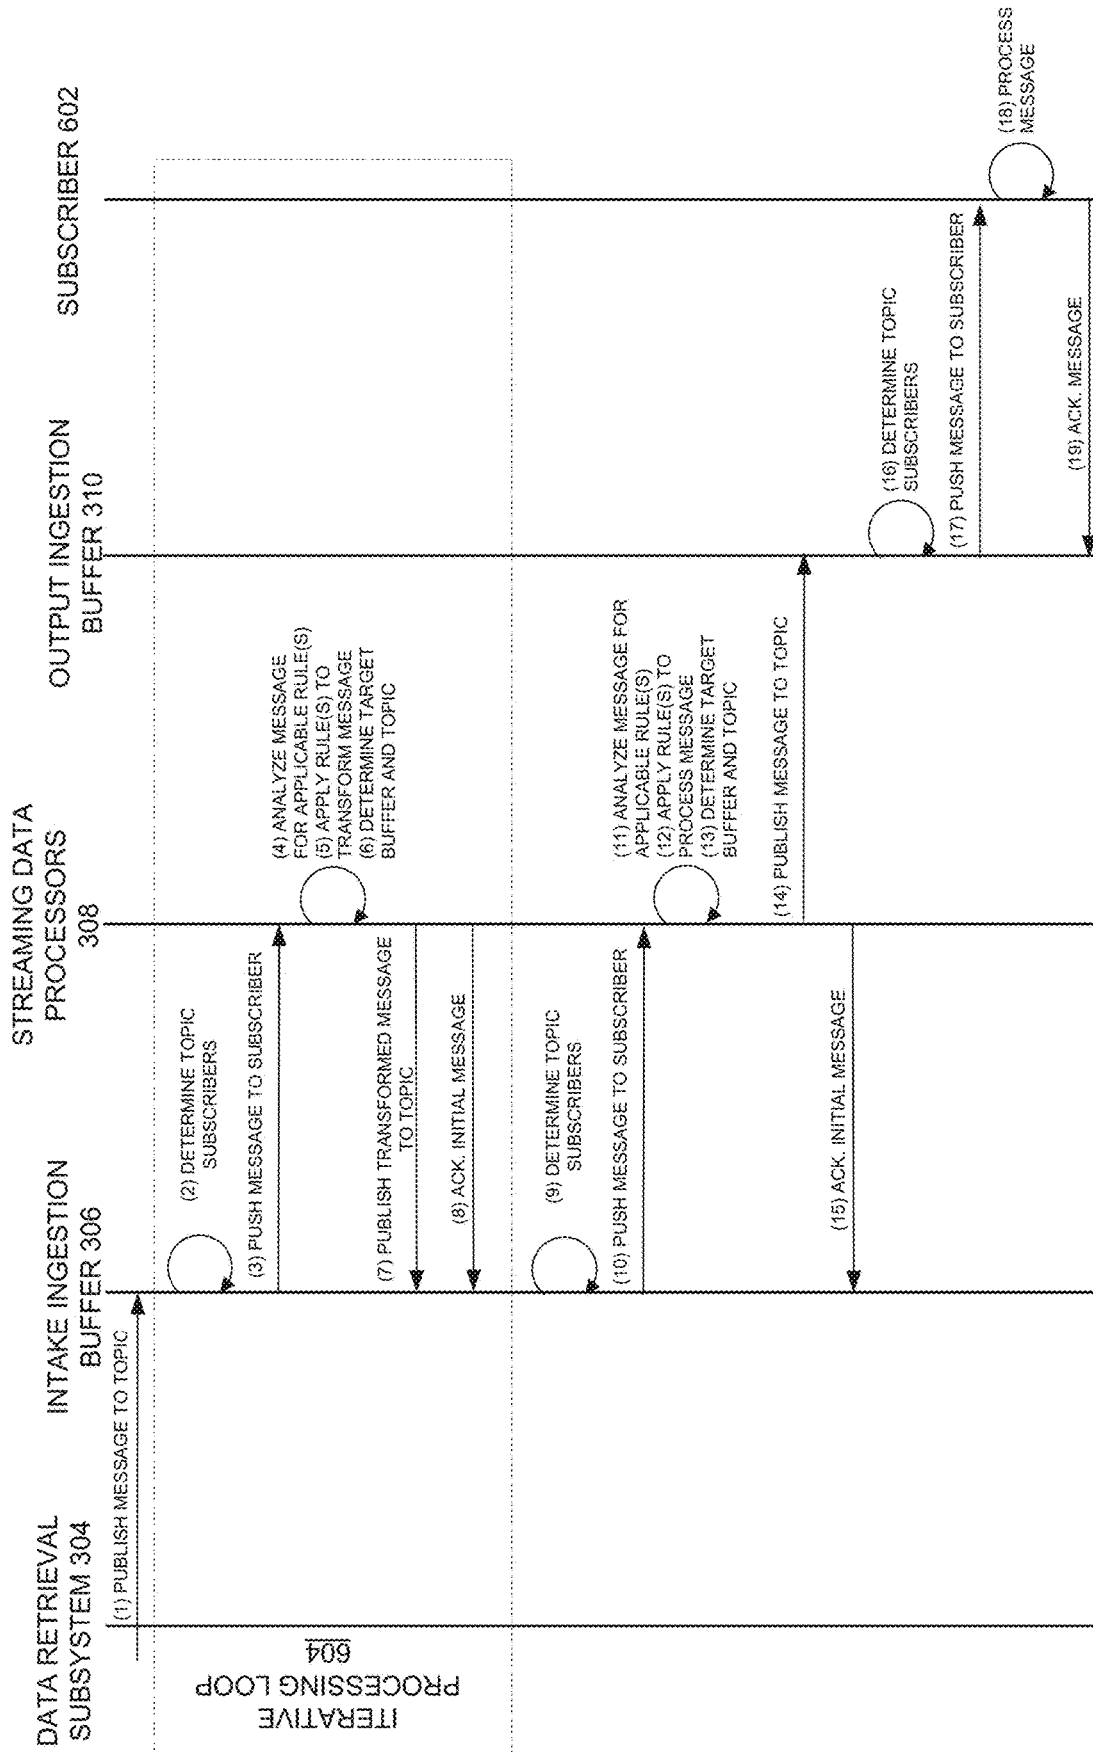 DATA RETRIEVAL
SUBSYSTEM 304
INTAKE INGESTION
BUFFER 306
STREAMING DATA
PROCESSORS
308
OUTPUT INGESTION
BUFFER 310
SUBSCRIBER 602
(1) PUBLISH MESSAGE TO TOPIC
ITERATIVE
PROCESSING LOOP
604
(2) DETERMINE TOPIC
SUBSCRIBERS
(3) PUSH MESSAGE TO SUBSCRIBER
(4) ANALYZE MESSAGE
FOR APPLICABLE RULE(S)
(5) APPLY RULE(S) TO
TRANSFORM MESSAGE
(6) DETERMINE TARGET
BUFFER AND TOPIC
(7) PUBLISH TRANSFORMED MESSAGE
TO TOPIC
(8) ACK. INITIAL MESSAGE
(9) DETERMINE TOPIC
SUBSCRIBERS
(10) PUSH MESSAGE TO SUBSCRIBER
(11) ANALYZE MESSAGE FOR
APPLICABLE RULE(S)
(12) APPLY RULE(S) TO
PROCESS MESSAGE
(13) DETERMINE TARGET
BUFFER AND TOPIC
(14) PUBLISH MESSAGE TO TOPIC
(15) ACK. INITIAL MESSAGE
(16) DETERMINE TOPIC
SUBSCRIBERS
(17) PUSH MESSAGE TO SUBSCRIBER
(18) PROCESS
MESSAGE
(19) ACK. MESSAGE